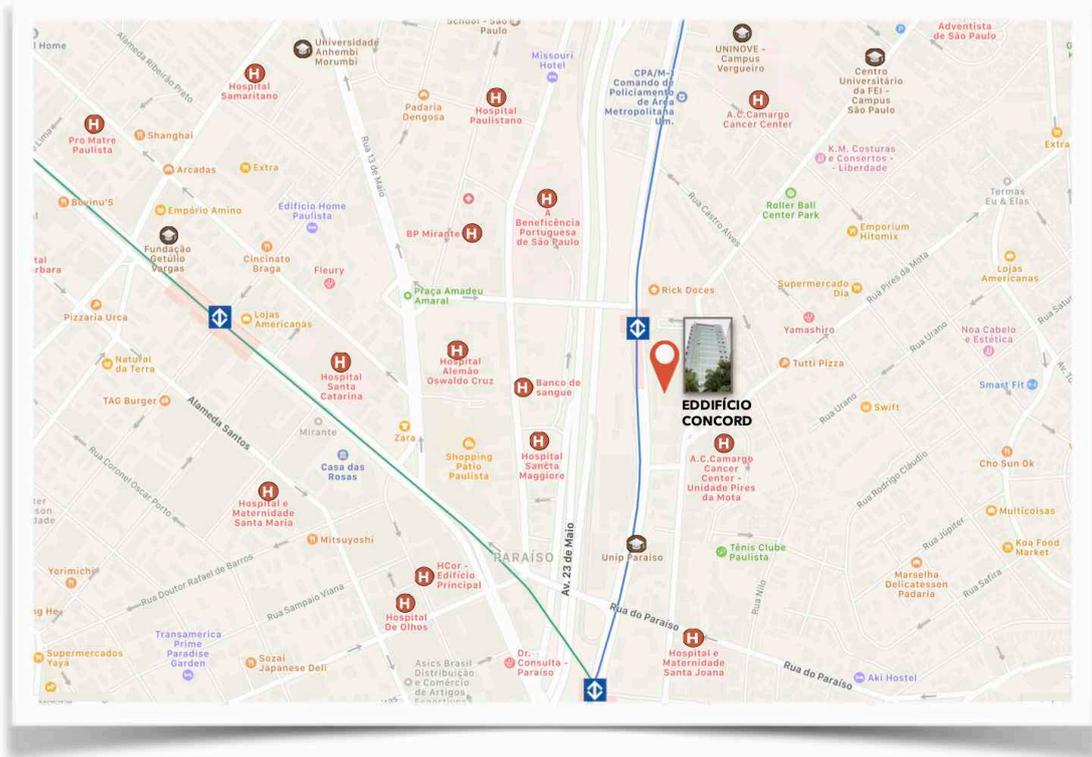 Home
Alameda Ribeirão Preto
Universidade
Anhembi
Morumbi
School - São
Paulo
Missouri
Hotel
UNINOVE -
Campus
Vergueiro
Adventista
de São Paulo
Hospital
Samaritano
Padaria
Dengosa
Hospital
Paulistano
CPA/M-1
Comando de
Policiamento
de Área
Metropolitana
Um.
Centro
Universitário
da FEI -
Campus
São Paulo
A.C.Camargo
Cancer Center
Pro Matre
Paulista
Shanghai
Lima
Rua 13 de Maio
K.M. Costuras
e Consertos -
Liberdade
Extra
Arcadas
Extra
Bovinu'S
Empório Amino
Edifício Home
Paulista
A
Beneficência
Portuguesa
de São Paulo
BP Mirante
Rua Castro Alves
Roller Ball
Center Park
Termas
Eu & Elas
Emporium
Hitomix
Fundação
Getúlio
Vargas
Cincinato
Braga
Fleury
Lojas
Americanas
Rua Pires da Mota
Pizzaria Urca
Lojas
Americanas
Praça Amadeu
Amaral
Rick Doces
Supermercado
Dia
Yamashiro
Rua Urano
Noa Cabelo
e Estética
Natural
da Terra
Hospital
Santa
Catarina
Hospital
Alemão
Oswaldo Cruz
Banco de
sangue
Tutti Pizza
Smart Fit
TAG Burger
Alameda Santos
EDDIFÍCIO
CONCORD
Rua Urano
Swift
Mirante
Zara
Casa das
Rosas
Shopping
Pátio
Paulista
Hospital
Sancta
Maggiore
A.C.Camargo
Cancer
Center -
Unidade Pires
da Mota
Cho Sun Ok
Rua Coronel Oscar Porto
Rua Rodrigo Cláudio
Hospital e
Maternidade
Santa Maria
Multicoisas
Mitsuyoshi
PARAÍSO
Av. 23 de Maio
Unip Paraíso
Tênis Clube
Paulista
Rua Júpiter
Koa Food
Market
Yorimichi
Rua Doutor Rafael de Barros
HCor -
Edifício
Principal
Marselha
Delicatessen
Padaria
Rua Safira
Rua Sampaio Viana
Hospital
De Olhos
Rua Nilo
Rua do Paraíso
Transamerica
Prime
Paradise
Garden
Supermercados
Yaya
Sozai
Japanese Deli
Asics Brasil
Distribuição
e Comércio
de Artigos
Esportivos
Dr.
Consulta -
Paraíso
Hospital e
Maternidade
Santa Joana
Rua do Paraíso
Aki Hostel